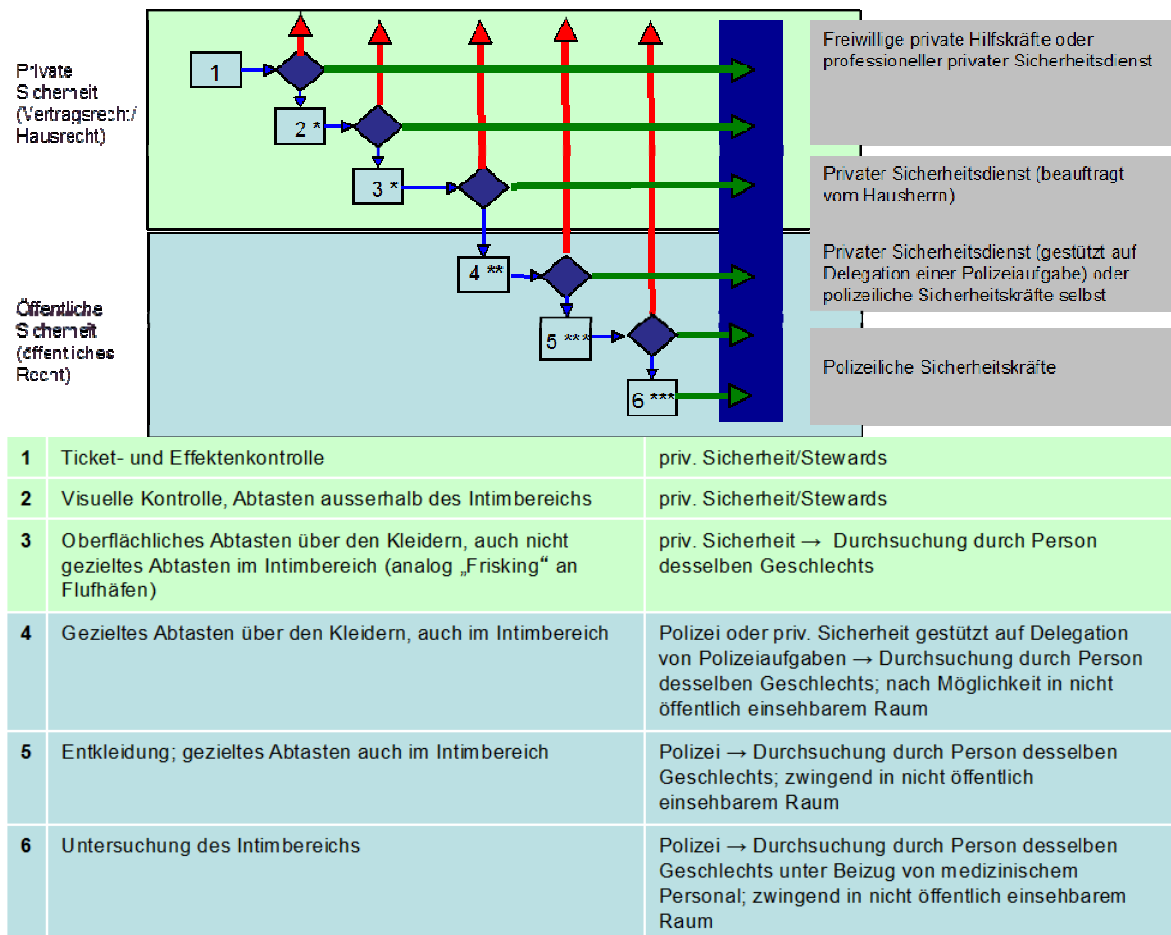 Private
Sicherheit
(Vertragsrecht/
Hausrecht)
1
2 *
3 *
Freiwillige private Hilfskräfte oder
professioneller privater Sicherheitsdienst
Privater Sicherheitsdienst (beauftragt
vom Hausherrn)
Öffentliche
Sicherheit
(öffentliches
Recht)
4 **
5 ***
6 ***
Privater Sicherheitsdienst (gestützt auf
Delegation einer Polizeiaufgabe) oder
polizeiliche Sicherheitskräfte selbst
Polizeiliche Sicherheitskräfte
1 Ticket- und Effektenkontrolle priv. Sicherheit/Stewards
2 Visuelle Kontrolle, Abtasten ausserhalb des Intimbereichs priv. Sicherheit/Stewards
3 Oberflächliches Abtasten über den Kleidern, auch nicht
gezieltes Abtasten im Intimbereich (analog „Frisking“ an
Flufhäfen)
priv. Sicherheit → Durchsuchung durch Person
desselben Geschlechts
4 Gezieltes Abtasten über den Kleidern, auch im Intimbereich
Polizei oder priv. Sicherheit gestützt auf Delegation
von Polizeiaufgaben → Durchsuchung durch Person
desselben Geschlechts; nach Möglichkeit in nicht
öffentlich einsehbarem Raum
5 Entkleidung; gezieltes Abtasten auch im Intimbereich
Polizei → Durchsuchung durch Person desselben
Geschlechts; zwingend in nicht öffentlich
einsehbarem Raum
6 Untersuchung des Intimbereichs
Polizei → Durchsuchung durch Person desselben
Geschlechts unter Beizug von medizinischem
Personal; zwingend in nicht öffentlich einsehbarem
Raum